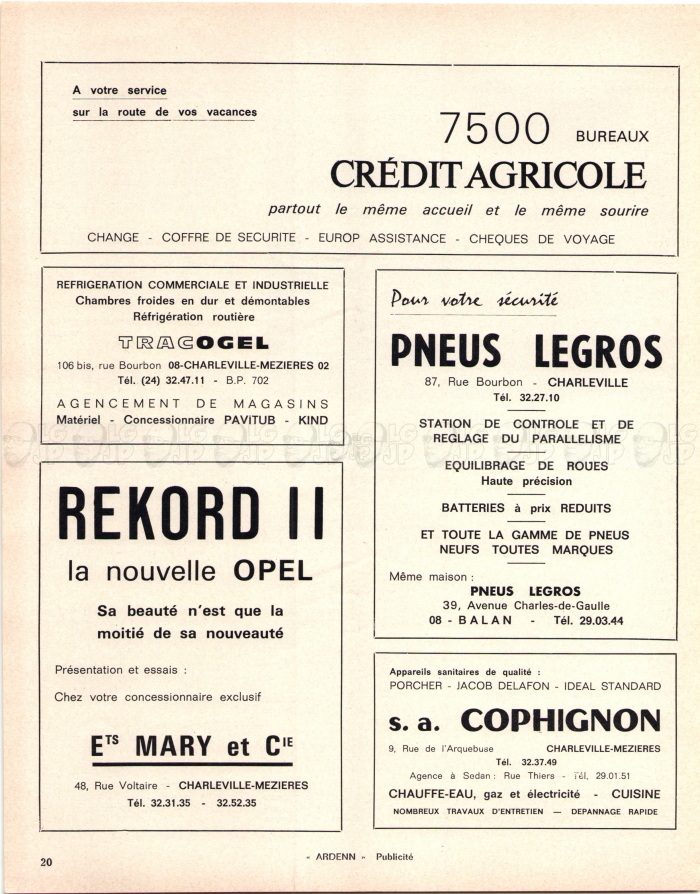 A votre service
sur la route de vos vacances
7500 BUREAUX
CRÉDIT AGRICOLE
partout le même accueil et le même sourire
CHANGE - COFFRE DE SECURITE - EUROP ASSISTANCE - CHEQUES DE VOYAGE
REFRIGERATION COMMERCIALE ET INDUSTRIELLE
Chambres froides en dur et démontables
Réfrigération routière
TRACOGEL
106 bis, rue Bourbon 08-CHARLEVILLE-MEZIERES 02
Tél. (24) 32.47.11 - B.P. 702
AGENCEMENT DE MAGASINS
Matériel - Concessionnaire PAVITUB - KIND
REKORD II
la nouvelle OPEL
Sa beauté n'est que la
moitié de sa nouveauté
Présentation et essais :
Chez votre concessionnaire exclusif
ETS MARY et CIE
48, Rue Voltaire - CHARLEVILLE-MEZIERES
Tél. 32.31.35 - 32.52.35
Pour votre sécurité
PNEUS LEGROS
87, Rue Bourbon - CHARLEVILLE
Tél. 32.27.10
STATION DE CONTROLE ET DE
REGLAGE DU PARALLELISME
EQUILIBRAGE DE ROUES
Haute précision
BATTERIES à prix REDUITS
ET TOUTE LA GAMME DE PNEUS
NEUFS TOUTES MARQUES
Même maison :
PNEUS LEGROS
39, Avenue Charles-de-Gaulle
08 - BALAN - Tél. 29.03.44
Appareils sanitaires de qualité :
PORCHER - JACOB DELAFON - IDEAL STANDARD
s. a. COPHIGNON
9, Rue de l'Arquebuse CHARLEVILLE-MEZIERES
Tél. 32.37.49
Agence à Sedan : Rue Thiers - Tél. 29.01.51
CHAUFFE-EAU, gaz et électricité - CUISINE
NOMBREUX TRAVAUX D'ENTRETIEN — DEPANNAGE RAPIDE
20
« ARDENN » Publicité